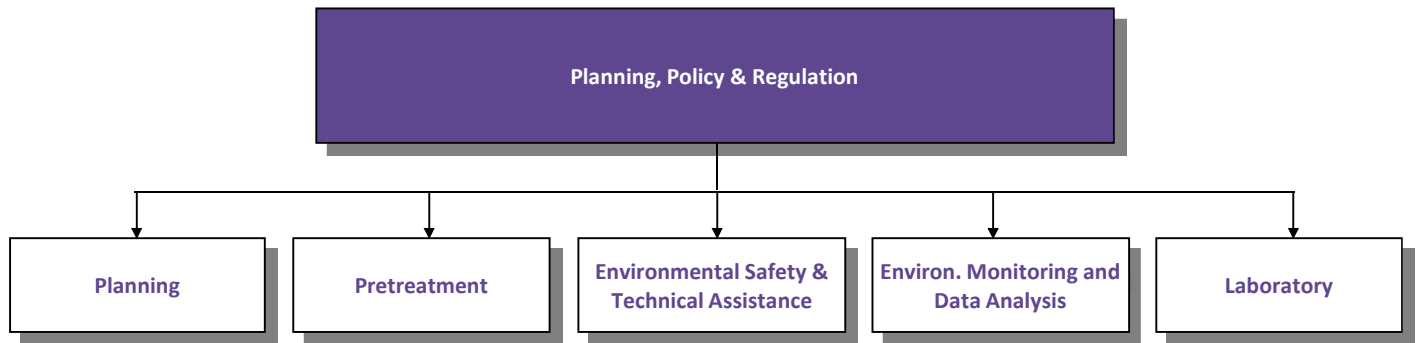 Planning, Policy & Regulation
Planning
Pretreatment
Environmental Safety &
Technical Assistance
Environ. Monitoring and
Data Analysis
Laboratory